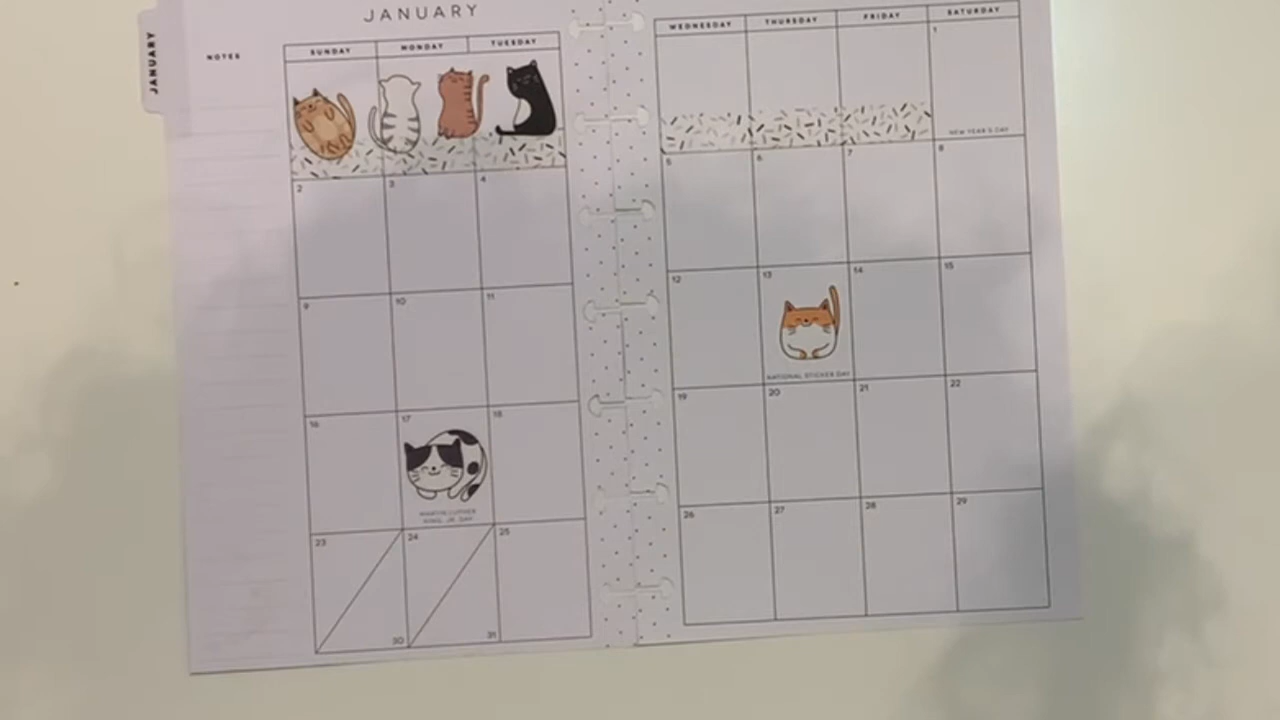 JANUARY
JANUARY
NOTES
SUNDAY MONDAY TUESDAY WEDNESDAY THURSDAY FRIDAY SATURDAY
1
NEW YEAR'S DAY
2 3 4 5 6 7 8
9 10 11 12 13 14 15
NATIONAL STICKER DAY
16 17 18 19 20 21 22
MARTIN LUTHER
KING, JR. DAY
23 24 25 26 27 28 29
30 31